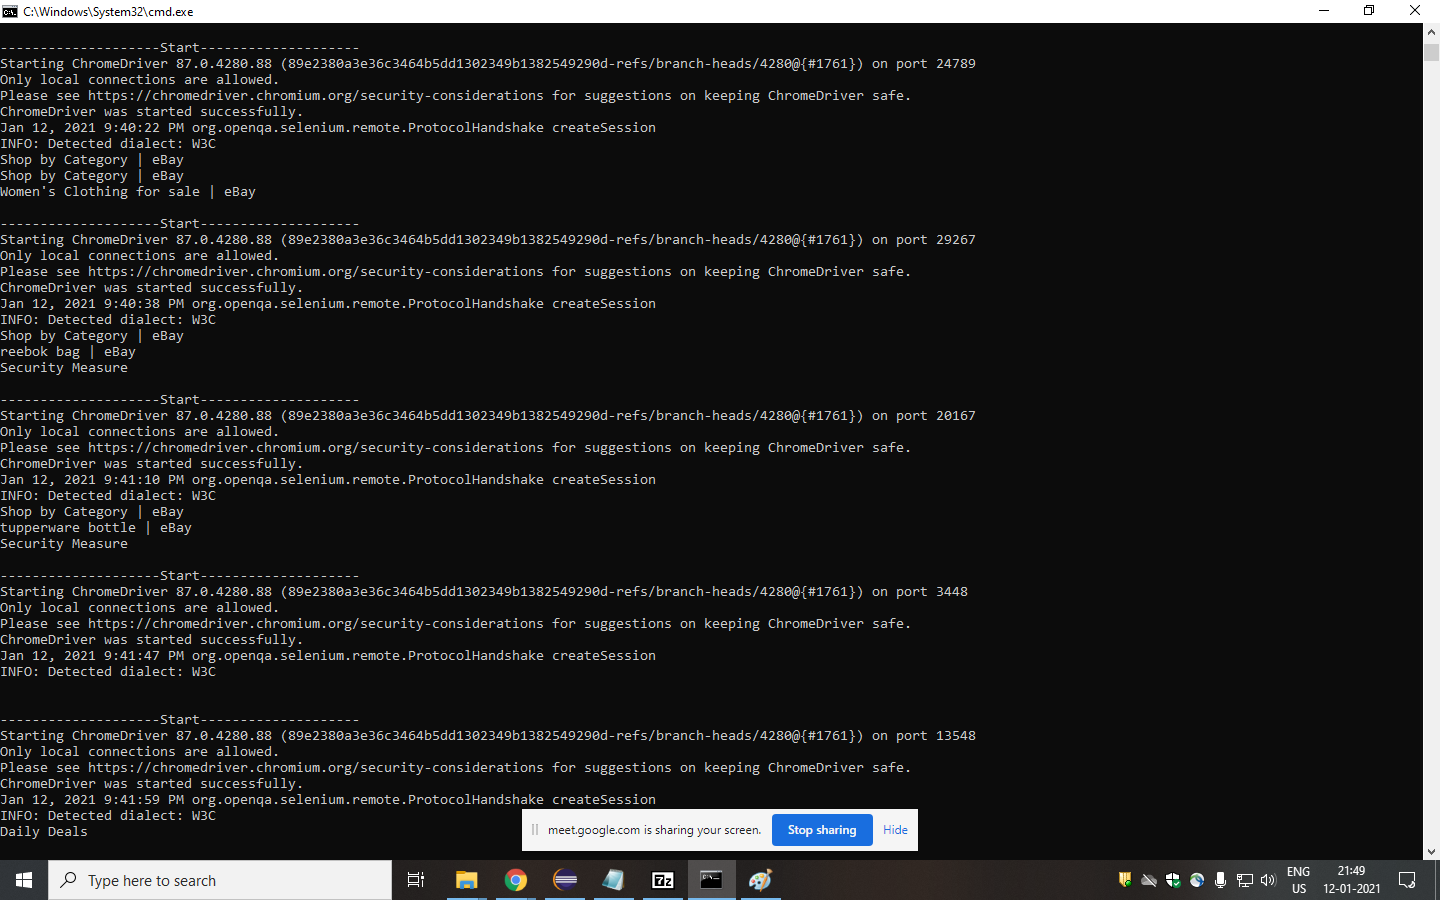 C:\Windows\System32\cmd.exe
--------------------Start--------------------
Starting ChromeDriver 87.0.4280.88 (89e2380a3e36c3464b5dd1302349b1382549290d-refs/branch-heads/4280@{#1761}) on port 24789
Only local connections are allowed.
Please see https://chromedriver.chromium.org/security-considerations for suggestions on keeping ChromeDriver safe.
ChromeDriver was started successfully.
Jan 12, 2021 9:40:22 PM org.openqa.selenium.remote.ProtocolHandshake createSession
INFO: Detected dialect: W3C
Shop by Category | eBay
Shop by Category | eBay
Women's Clothing for sale | eBay
--------------------Start--------------------
Starting ChromeDriver 87.0.4280.88 (89e2380a3e36c3464b5dd1302349b1382549290d-refs/branch-heads/4280@{#1761}) on port 29267
Only local connections are allowed.
Please see https://chromedriver.chromium.org/security-considerations for suggestions on keeping ChromeDriver safe.
ChromeDriver was started successfully.
Jan 12, 2021 9:40:38 PM org.openqa.selenium.remote.ProtocolHandshake createSession
INFO: Detected dialect: W3C
Shop by Category | eBay
reebok bag | eBay
Security Measure
--------------------Start--------------------
Starting ChromeDriver 87.0.4280.88 (89e2380a3e36c3464b5dd1302349b1382549290d-refs/branch-heads/4280@{#1761}) on port 20167
Only local connections are allowed.
Please see https://chromedriver.chromium.org/security-considerations for suggestions on keeping ChromeDriver safe.
ChromeDriver was started successfully.
Jan 12, 2021 9:41:10 PM org.openqa.selenium.remote.ProtocolHandshake createSession
INFO: Detected dialect: W3C
Shop by Category | eBay
tupperware bottle | eBay
Security Measure
--------------------Start--------------------
Starting ChromeDriver 87.0.4280.88 (89e2380a3e36c3464b5dd1302349b1382549290d-refs/branch-heads/4280@{#1761}) on port 3448
Only local connections are allowed.
Please see https://chromedriver.chromium.org/security-considerations for suggestions on keeping ChromeDriver safe.
ChromeDriver was started successfully.
Jan 12, 2021 9:41:47 PM org.openqa.selenium.remote.ProtocolHandshake createSession
INFO: Detected dialect: W3C
--------------------Start--------------------
Starting ChromeDriver 87.0.4280.88 (89e2380a3e36c3464b5dd1302349b1382549290d-refs/branch-heads/4280@{#1761}) on port 13548
Only local connections are allowed.
Please see https://chromedriver.chromium.org/security-considerations for suggestions on keeping ChromeDriver safe.
ChromeDriver was started successfully.
Jan 12, 2021 9:41:59 PM org.openqa.selenium.remote.ProtocolHandshake createSession
INFO: Detected dialect: W3C
Daily Deals
meet.google.com is sharing your screen. Stop sharing Hide
Type here to search
7z
ENG
US
21:49
12-01-2021